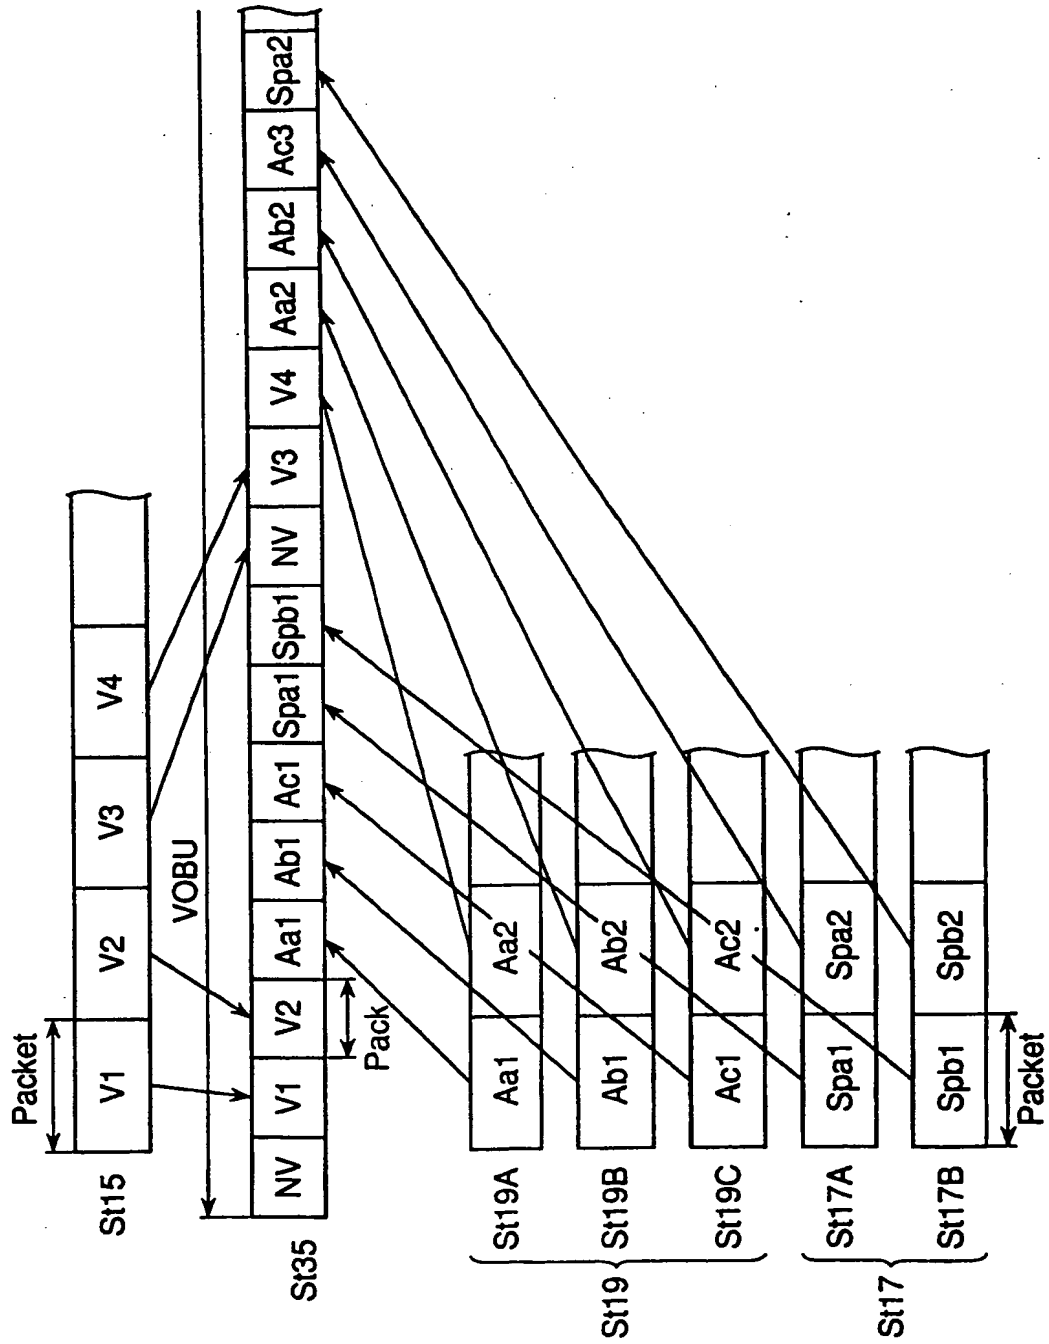 Packet
St15
V1
V2
V3
V4
VOBU
St35
NV
V1
V2
Aa1
Ab1
Ac1
Spa1
Spb1
NV
V3
V4
Aa2
Ab2
Ac3
Spa2
Pack
St19
St19A
Aa1
Aa2
St19B
Ab1
Ab2
St19C
Ac1
Ac2
St17
St17A
Spa1
Spa2
St17B
Spb1
Spb2
Packet